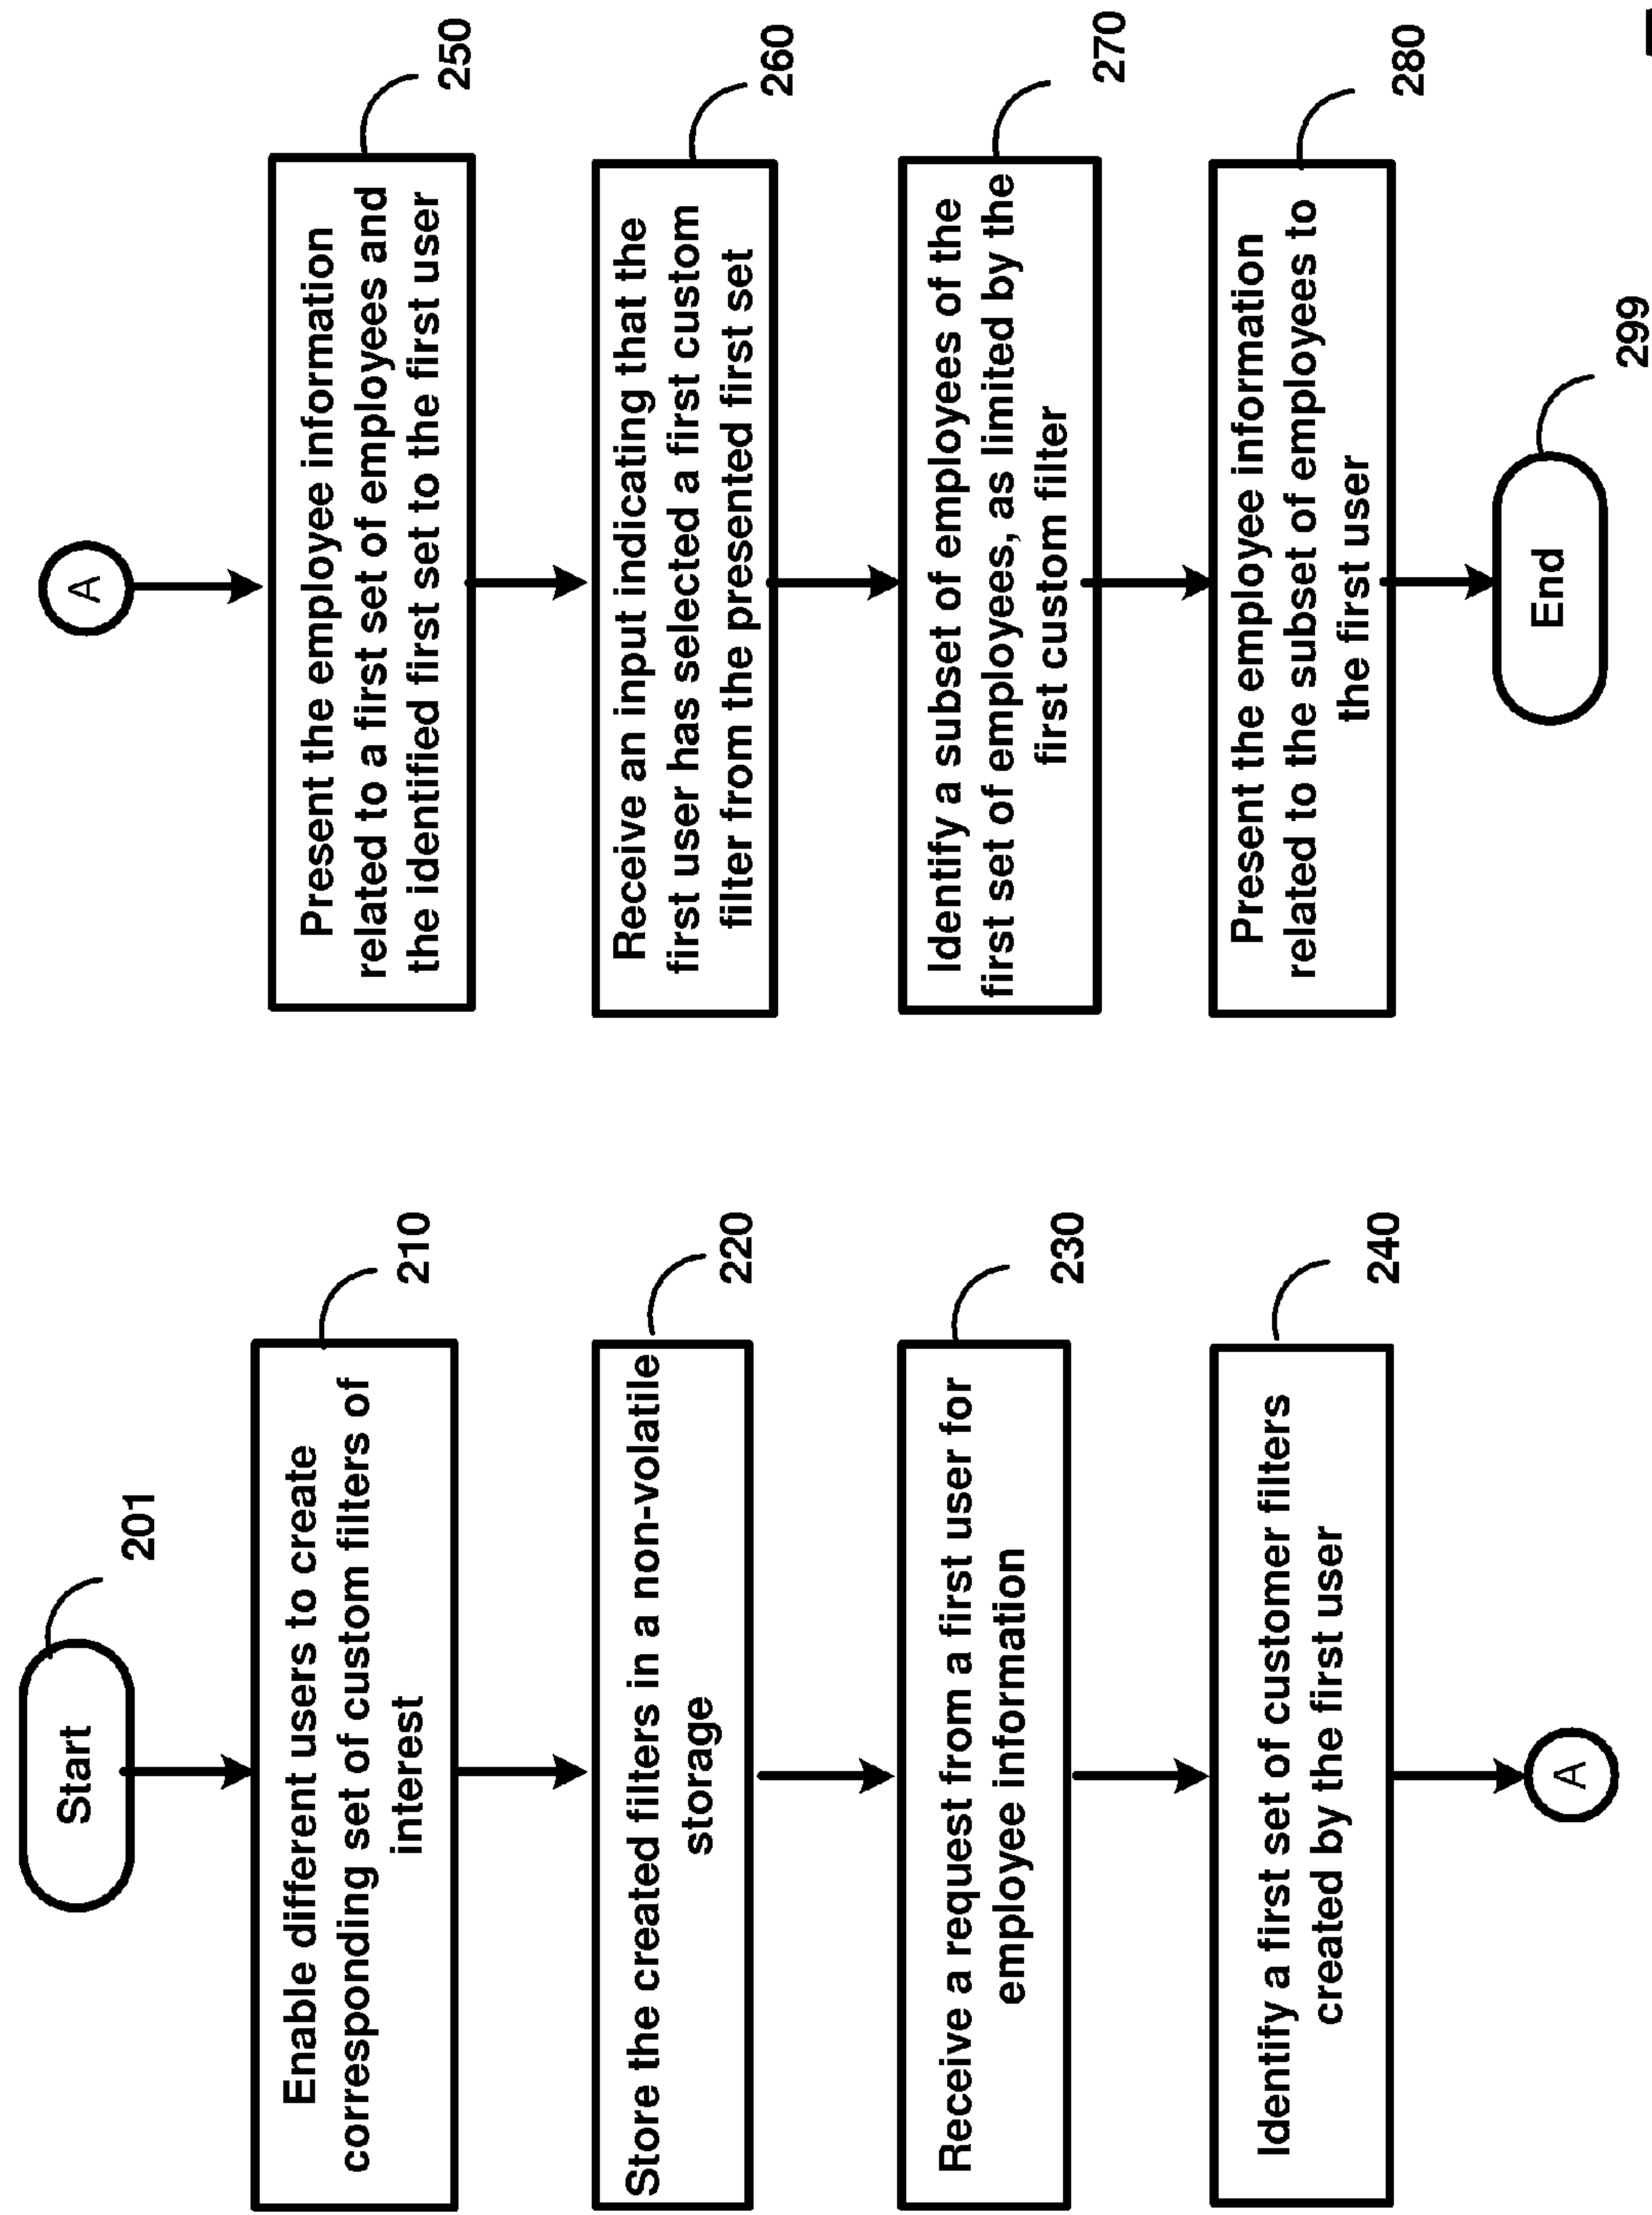 Start
201
Enable different users to create
corresponding set of custom filters of
interest
210
Store the created filters in a non-volatile
storage
220
Receive a request from a first user for
employee information
230
Identify a first set of customer filters
created by the first user
240
A
A
Present the employee information
related to a first set of employees and
the identified first set to the first user
250
Receive an input indicating that the
first user has selected a first custom
filter from the presented first set
260
Identify a subset of employees of the
first set of employees, as limited by the
first custom filter
270
Present the employee information
related to the subset of employees to
the first user
280
End
299